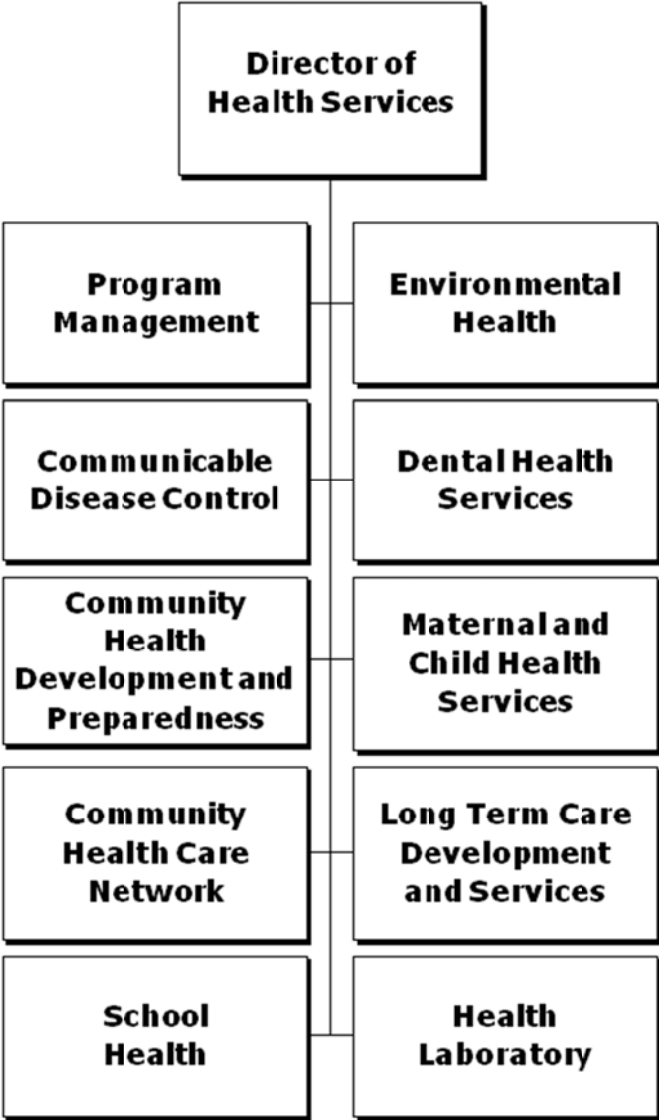 Director of
Health Services
Program
Management
Environmental
Health
Communicable
Disease Control
Dental Health
Services
Community
Health
Development and
Preparedness
Maternal and
Child Health
Services
Community
Health Care
Network
Long Term Care
Development
and Services
School
Health
Health
Laboratory